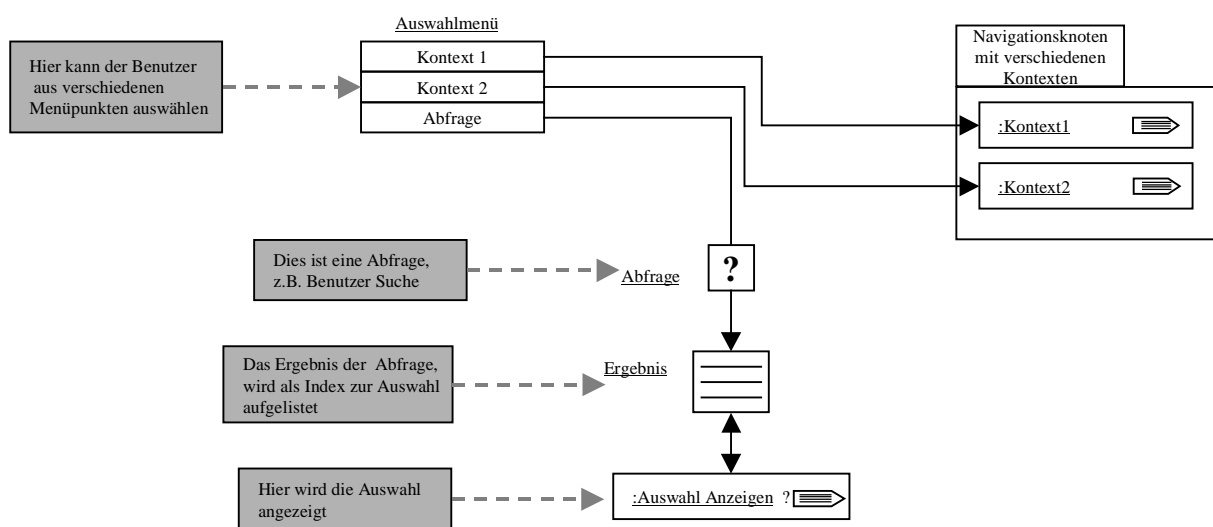 Auswahlmenü
Kontext 1
Kontext 2
Abfrage
Hier kann der Benutzer
aus verschiedenen
Menüpunkten auswählen
Navigationsknoten
mit verschiedenen
Kontexten
:Kontext1
:Kontext2
Dies ist eine Abfrage,
z.B. Benutzer Suche
Abfrage
?
Das Ergebnis der Abfrage,
wird als Index zur Auswahl
aufgelistet
Ergebnis
Hier wird die Auswahl
angezeigt
:Auswahl Anzeigen ?